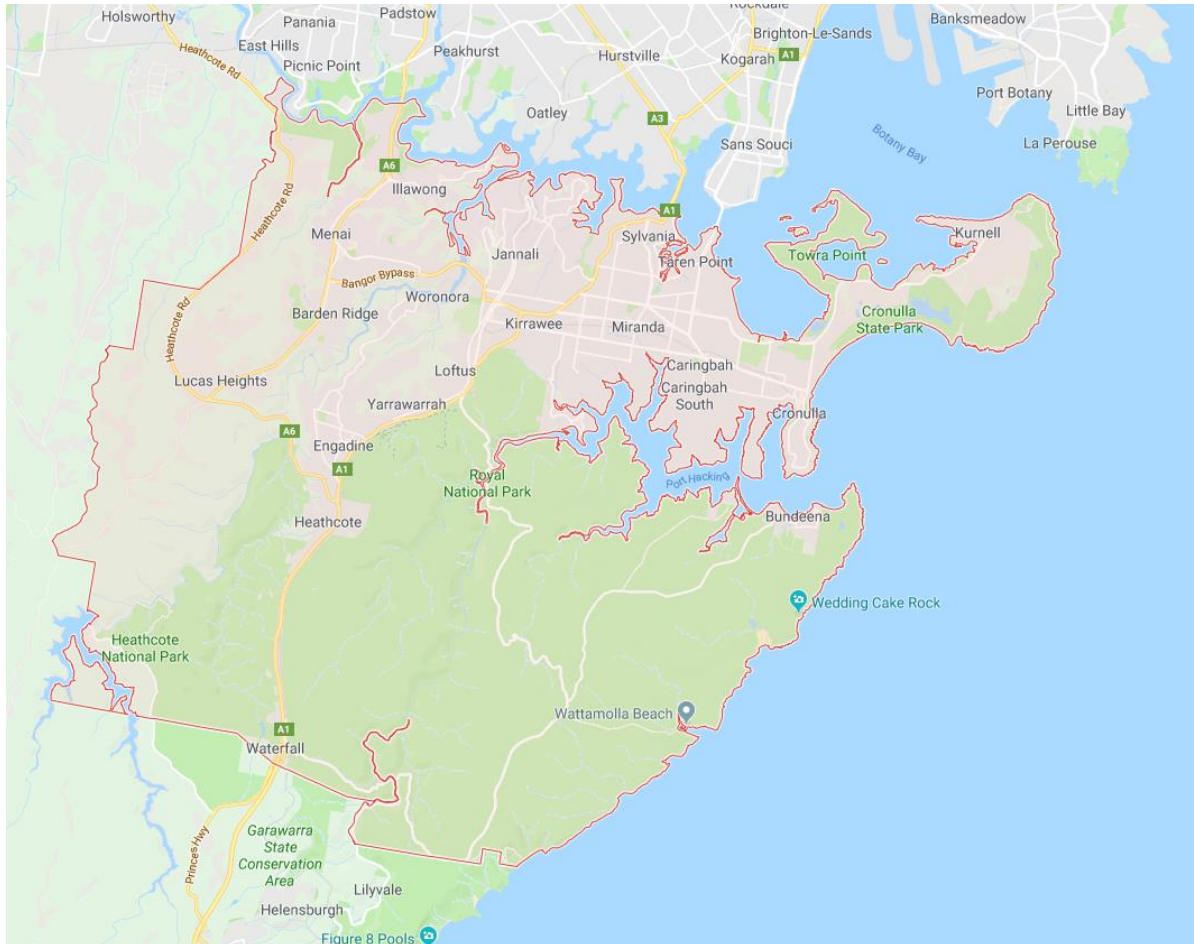 Holsworthy
Panania
Padstow
Rockdale
Banksmeadow
East Hills
Heathcote Rd
Peakhurst
Hurstville
Brighton-Le-Sands
Kogarah
A1
Picnic Point
Port Botany
Little Bay
Oatley
A3
Sans Souci
Botany Bay
La Perouse
A6
Illawong
Heathcote Rd
Menai
Jannali
A1
Sylvania
Taren Point
Towra Point
Kurnell
Bangor Bypass
Woronora
Barden Ridge
Kirrawee
Miranda
Cronulla
State Park
Heathcote Rd
Lucas Heights
Loftus
Caringbah
Caringbah
South
Yarrawarrah
Cronulla
A6
Engadine
A1
Royal
National Park
Port Hacking
Heathcote
Bundeena
Wedding Cake Rock
Heathcote
National Park
Wattamolla Beach
A1
Waterfall
Princes Hwy
Garawarra
State
Conservation
Area
Lilyvale
Helensburgh
Figure 8 Pools